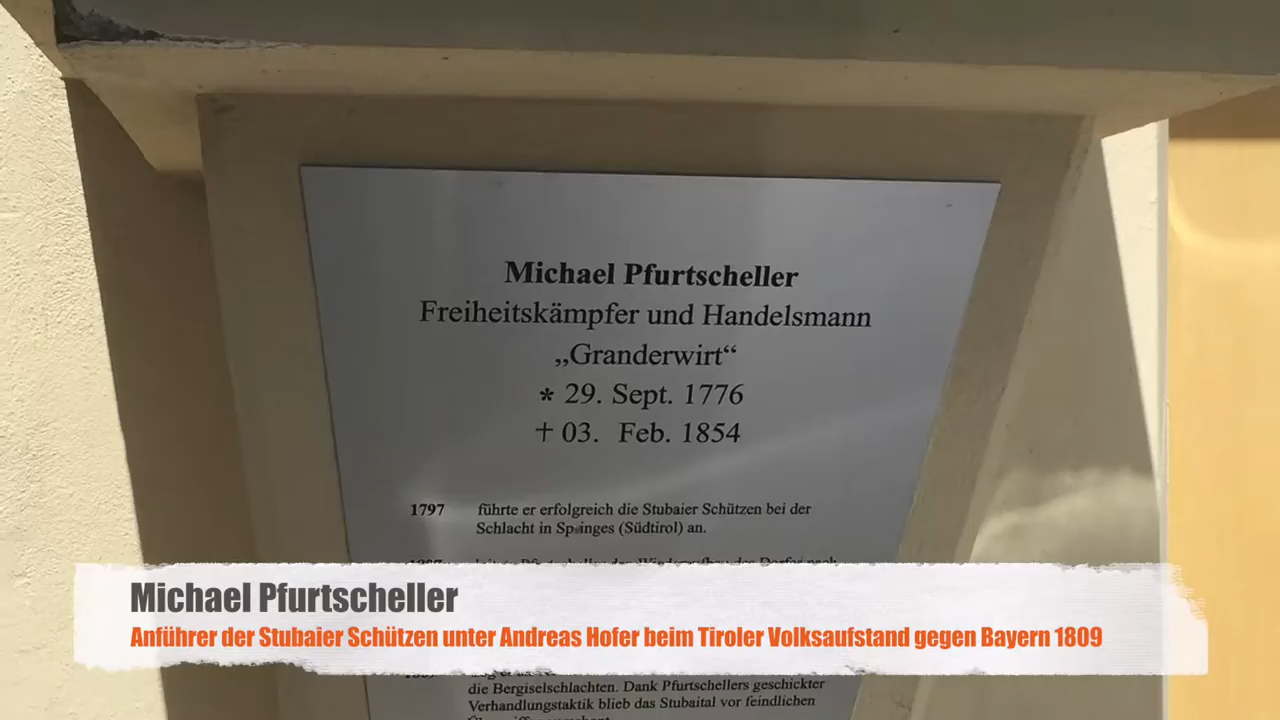 Michael Pfurtscheller
Freiheitskämpfer und Handelsmann
„Granderwirt“
* 29. Sept. 1776
† 03. Feb. 1854
1797 führte er erfolgreich die Stubaier Schützen bei der
Schlacht in Spinges (Südtirol) an.
Michael Pfurtscheller
Anführer der Stubaier Schützen unter Andreas Hofer beim Tiroler Volksaufstand gegen Bayern 1809
die Bergiselschlachten. Dank Pfurtschellers geschickter
Verhandlungstaktik blieb das Stubaital vor feindlichen